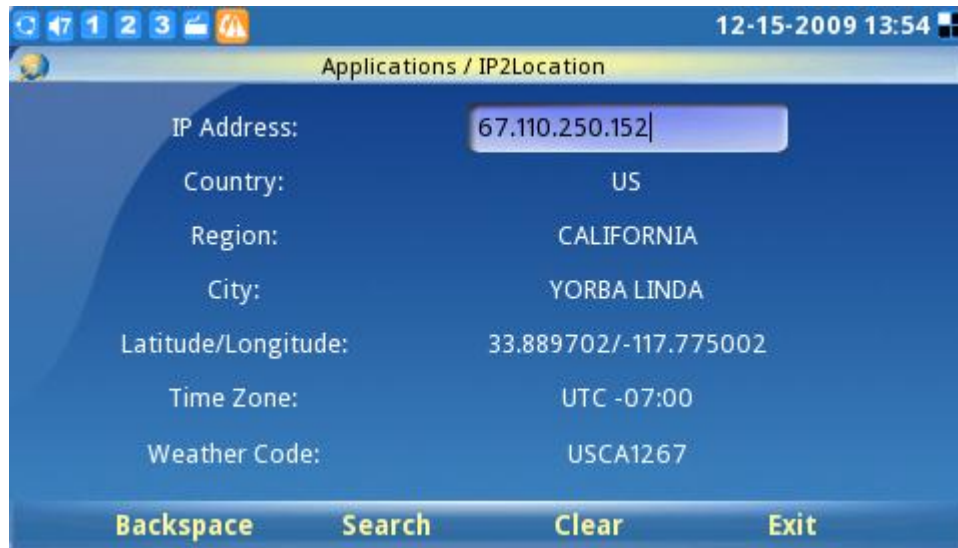 7 1 2 3 12-15-2009 13:54
Applications / IP2Location
IP Address: 67.110.250.152
Country: US
Region: CALIFORNIA
City: YORBA LINDA
Latitude/Longitude: 33.889702/-117.775002
Time Zone: UTC -07:00
Weather Code: USCA1267
Backspace Search Clear Exit